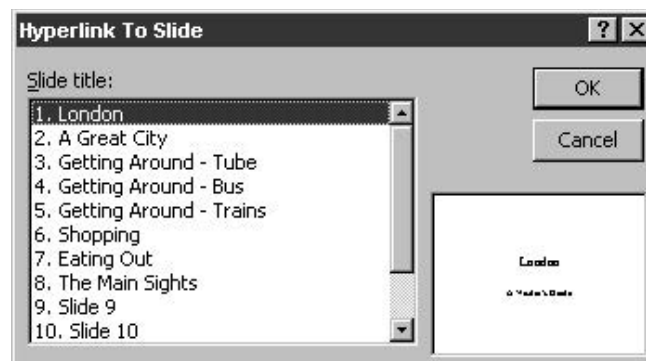 Hyperlink To Slide
Slide title:
1. London
2. A Great City
3. Getting Around - Tube
4. Getting Around - Bus
5. Getting Around - Trains
6. Shopping
7. Eating Out
8. The Main Sights
9. Slide 9
10. Slide 10
OK
Cancel
London